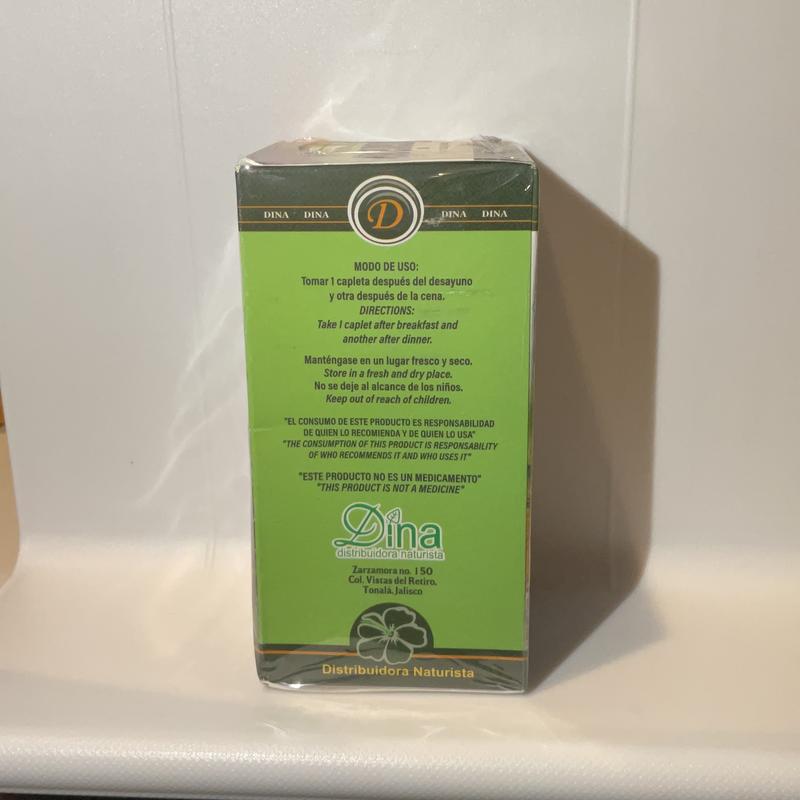 DINA DINA D DINA DINA
MODO DE USO:
Tomar 1 capleta después del desayuno
y otra después de la cena.
DIRECTIONS:
Take 1 caplet after breakfast and
another after dinner.
Manténgase en un lugar fresco y seco.
Store in a fresh and dry place.
No se deje al alcance de los niños.
Keep out of reach of children.
"EL CONSUMO DE ESTE PRODUCTO ES RESPONSABILIDAD
DE QUIEN LO RECOMIENDA Y DE QUIEN LO USA"
"THE CONSUMPTION OF THIS PRODUCT IS RESPONSABILITY
OF WHO RECOMMENDS IT AND WHO USES IT"
"ESTE PRODUCTO NO ES UN MEDICAMENTO"
"THIS PRODUCT IS NOT A MEDICINE"
Dina
distribuidora naturista
Zarzamora no. 150
Col. Vistas del Retiro,
Tonalá, Jalisco
Distribuidora Naturista